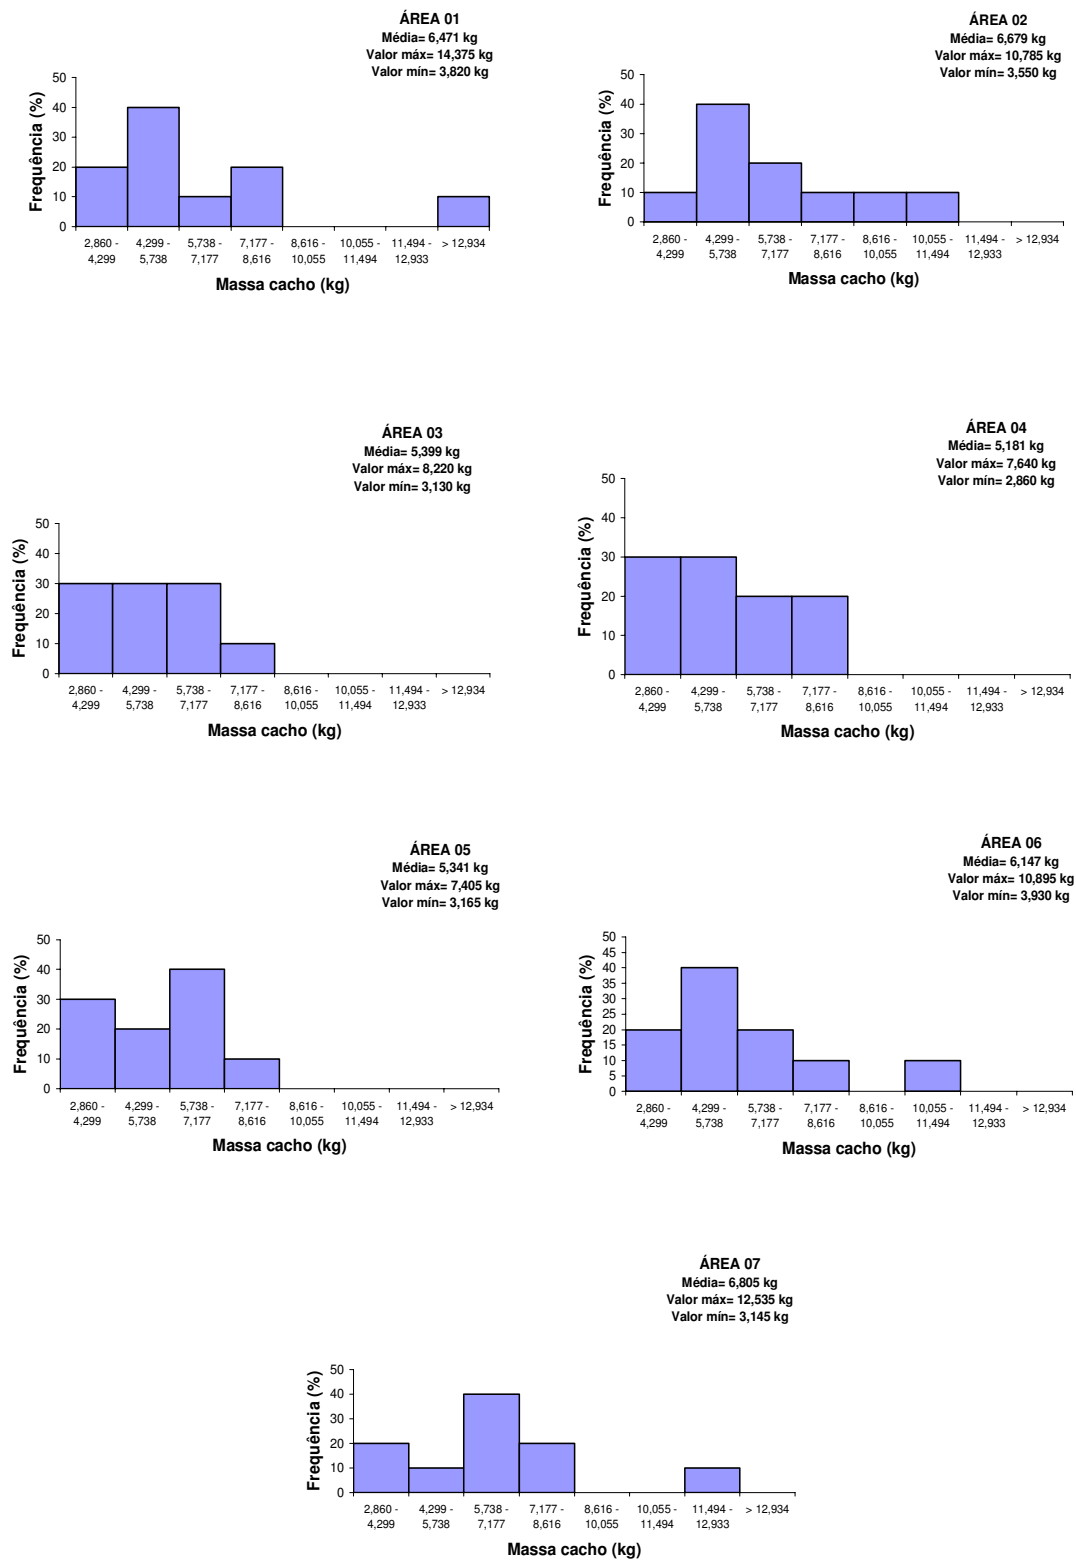 ÁREA 01
Média= 6,471 kg
Valor máx= 14,375 kg
Valor mín= 3,820 kg
Frequência (%)
50
40
30
20
10
0
2,860 - 4,299 - 5,738 - 7,177 - 8,616 - 10,055 - 11,494 - > 12,934
4,299 5,738 7,177 8,616 10,055 11,494 12,933
Massa cacho (kg)
ÁREA 02
Média= 6,679 kg
Valor máx= 10,785 kg
Valor mín= 3,550 kg
Frequência (%)
50
40
30
20
10
0
2,860 - 4,299 - 5,738 - 7,177 - 8,616 - 10,055 - 11,494 - > 12,934
4,299 5,738 7,177 8,616 10,055 11,494 12,933
Massa cacho (kg)
ÁREA 03
Média= 5,399 kg
Valor máx= 8,220 kg
Valor mín= 3,130 kg
Frequência (%)
50
40
30
20
10
0
2,860 - 4,299 - 5,738 - 7,177 - 8,616 - 10,055 - 11,494 - > 12,934
4,299 5,738 7,177 8,616 10,055 11,494 12,933
Massa cacho (kg)
ÁREA 04
Média= 5,181 kg
Valor máx= 7,640 kg
Valor mín= 2,860 kg
Frequência (%)
50
40
30
20
10
0
2,860 - 4,299 - 5,738 - 7,177 - 8,616 - 10,055 - 11,494 - > 12,934
4,299 5,738 7,177 8,616 10,055 11,494 12,933
Massa cacho (kg)
ÁREA 05
Média= 5,341 kg
Valor máx= 7,405 kg
Valor mín= 3,165 kg
Frequência (%)
50
40
30
20
10
0
2,860 - 4,299 - 5,738 - 7,177 - 8,616 - 10,055 - 11,494 - > 12,934
4,299 5,738 7,177 8,616 10,055 11,494 12,933
Massa cacho (kg)
ÁREA 06
Média= 6,147 kg
Valor máx= 10,895 kg
Valor mín= 3,930 kg
Frequência (%)
50
45
40
35
30
25
20
15
10
5
0
2,860 - 4,299 - 5,738 - 7,177 - 8,616 - 10,055 - 11,494 - > 12,934
4,299 5,738 7,177 8,616 10,055 11,494 12,933
Massa cacho (kg)
ÁREA 07
Média= 6,805 kg
Valor máx= 12,535 kg
Valor mín= 3,145 kg
Frequência (%)
50
40
30
20
10
0
2,860 - 4,299 - 5,738 - 7,177 - 8,616 - 10,055 - 11,494 - > 12,934
4,299 5,738 7,177 8,616 10,055 11,494 12,933
Massa cacho (kg)